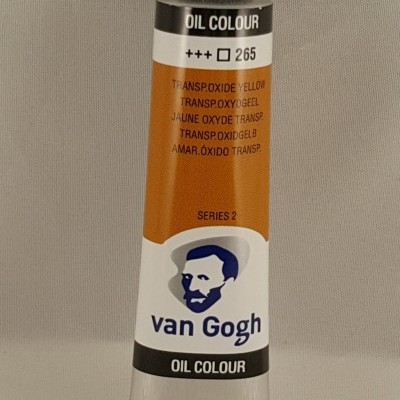 OIL COLOUR
+++ □ 265
TRANSP.OXIDE YELLOW
TRANSP.OXYDGEEL
JAUNE OXYDE TRANSP.
TRANSP.OXIDGELB
AMAR.ÓXIDO TRANSP.
SERIES 2
van Gogh
OIL COLOUR